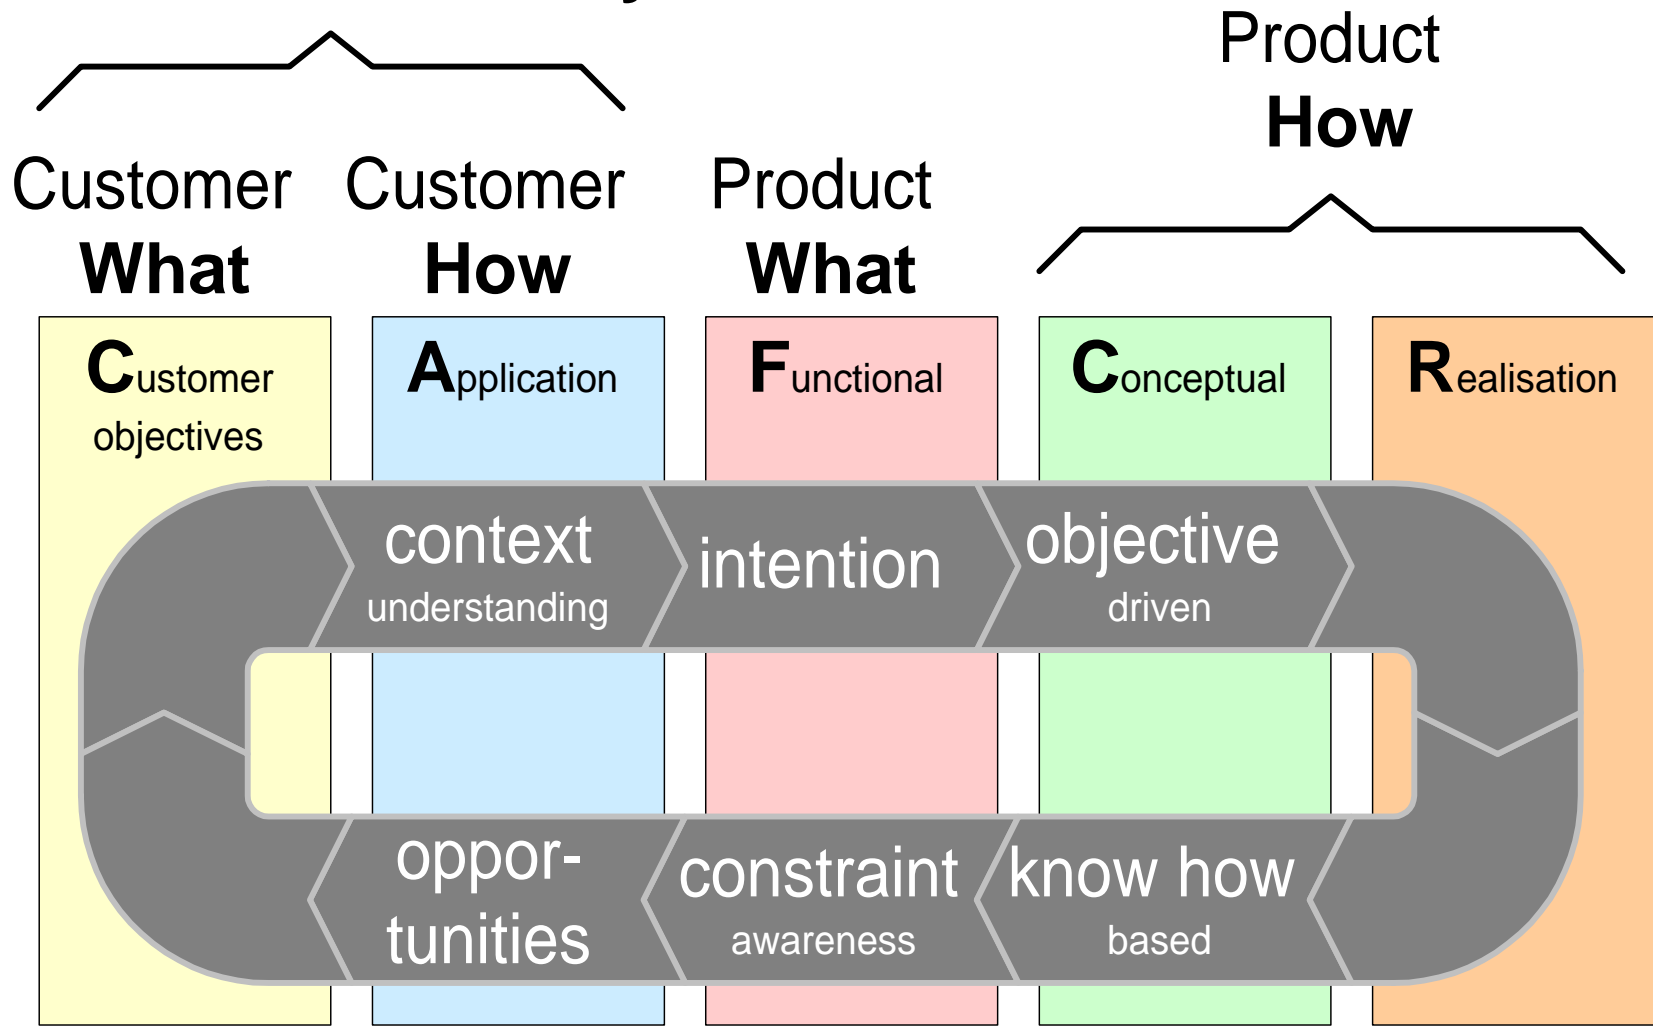 Product
How
Customer
What
Customer
How
Product
What
Customer
objectives
Application
Functional
Conceptual
Realisation
context
understanding
intention
objective
driven
oppor-
tunities
constraint
awareness
know how
based